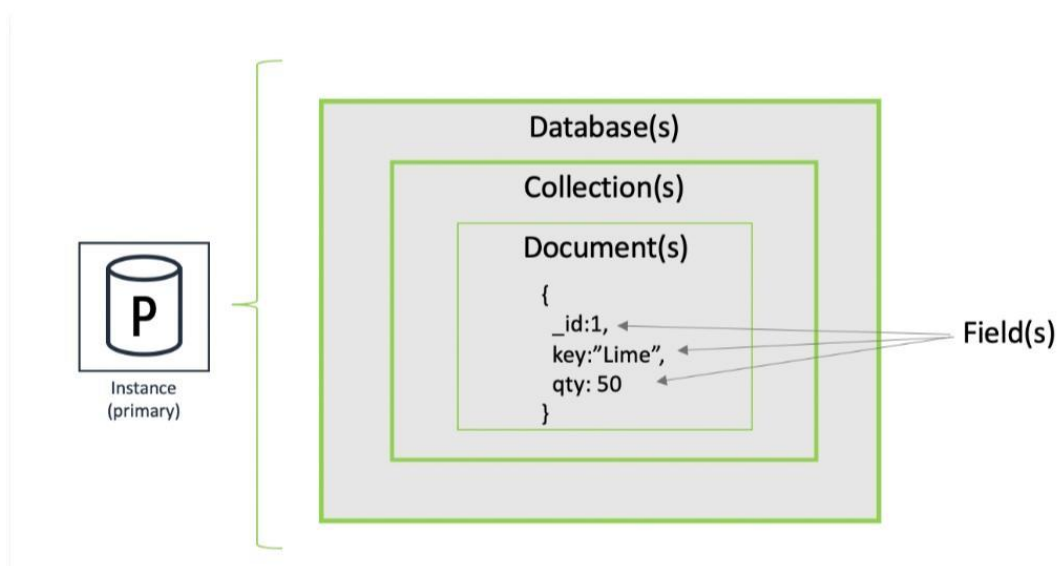 Database(s)
Collection(s)
Document(s)
{
_id:1,
key:”Lime”,
qty: 50
}
Field(s)
P
Instance
(primary)